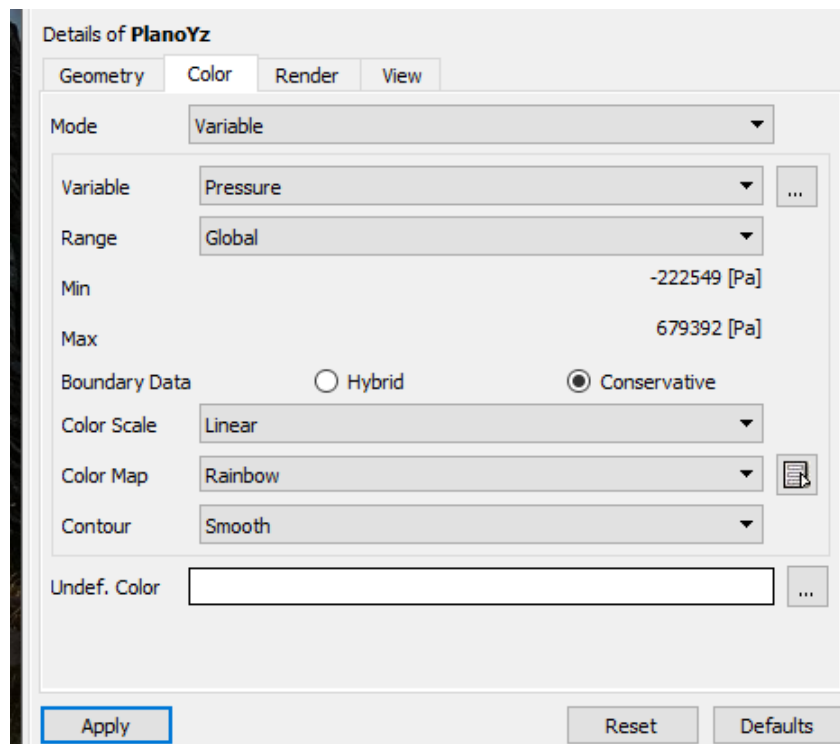 Details of PlanoYz
Geometry Color Render View
Mode Variable
Variable Pressure ...
Range Global
Min -222549 [Pa]
Max 679392 [Pa]
Boundary Data Hybrid Conservative
Color Scale Linear
Color Map Rainbow
Contour Smooth
Undef. Color ...
Apply Reset Defaults